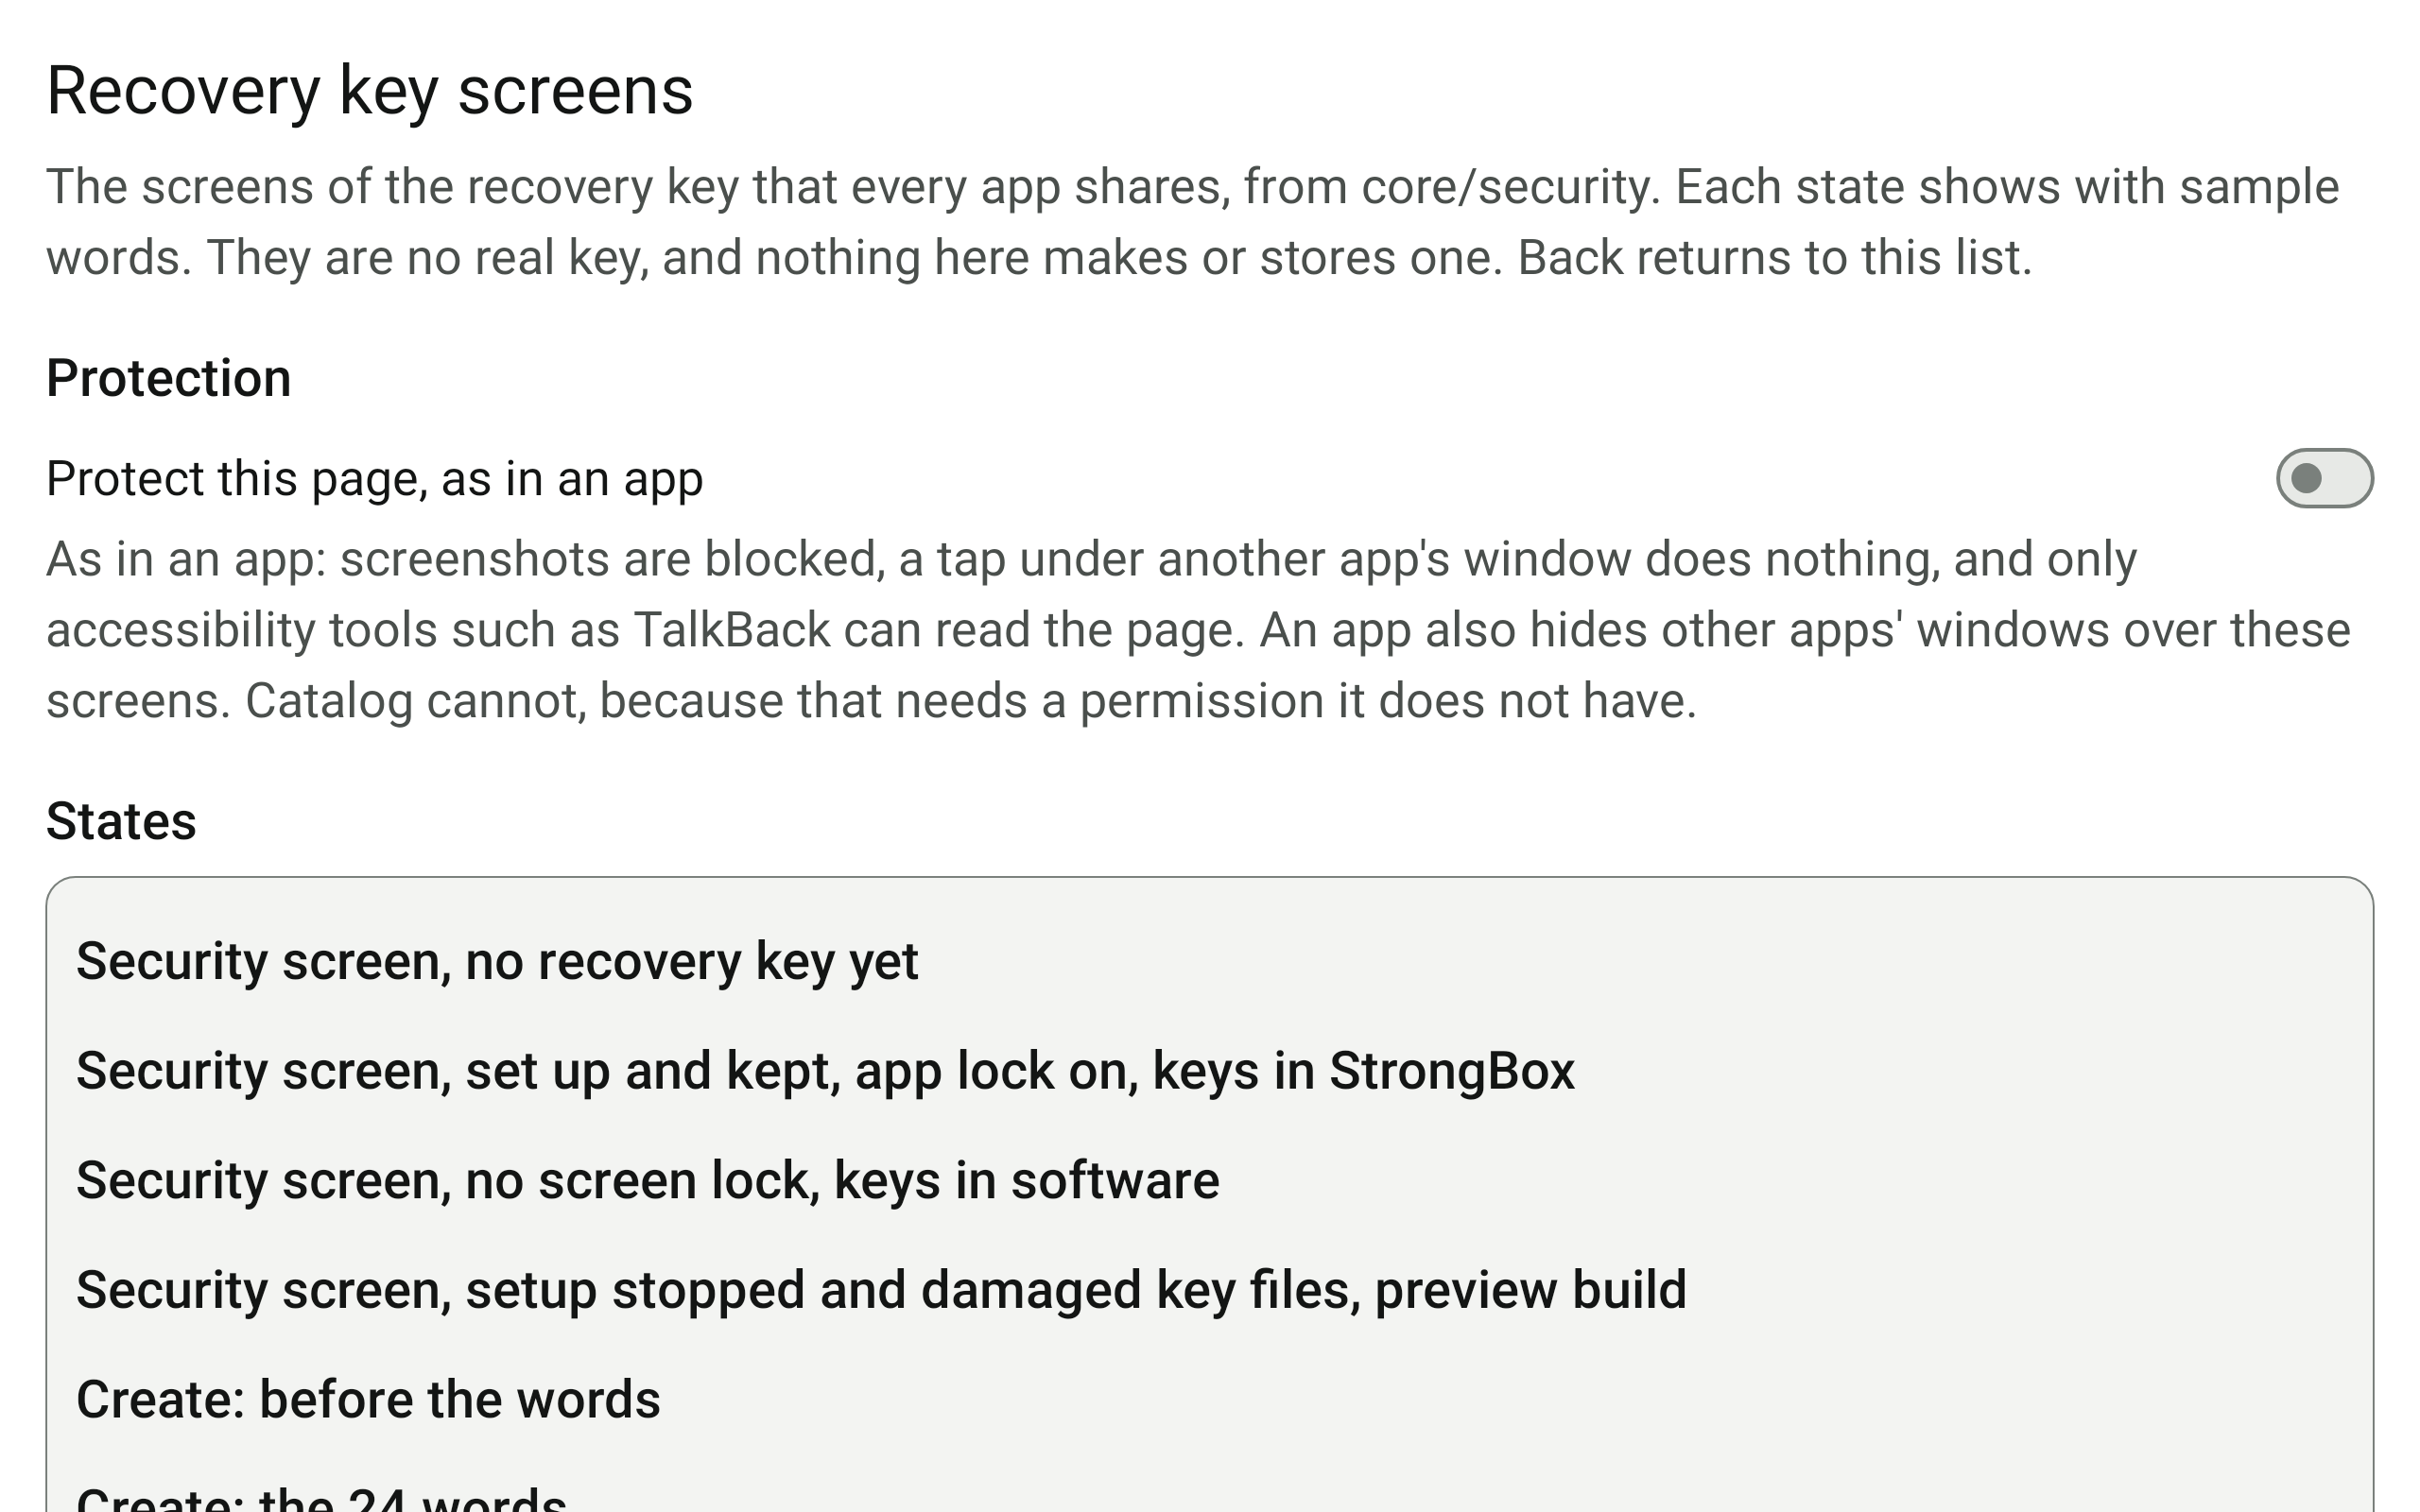 Recovery key screens
The screens of the recovery key that every app shares, from core/security. Each state shows with sample
words. They are no real key, and nothing here makes or stores one. Back returns to this list.
Protection
Protect this page, as in an app
As in an app: screenshots are blocked, a tap under another app's window does nothing, and only
accessibility tools such as TalkBack can read the page. An app also hides other apps' windows over these
screens. Catalog cannot, because that needs a permission it does not have.
States
Security screen, no recovery key yet
Security screen, set up and kept, app lock on, keys in StrongBox
Security screen, no screen lock, keys in software
Security screen, setup stopped and damaged key files, preview build
Create: before the words
Create: the 24 words